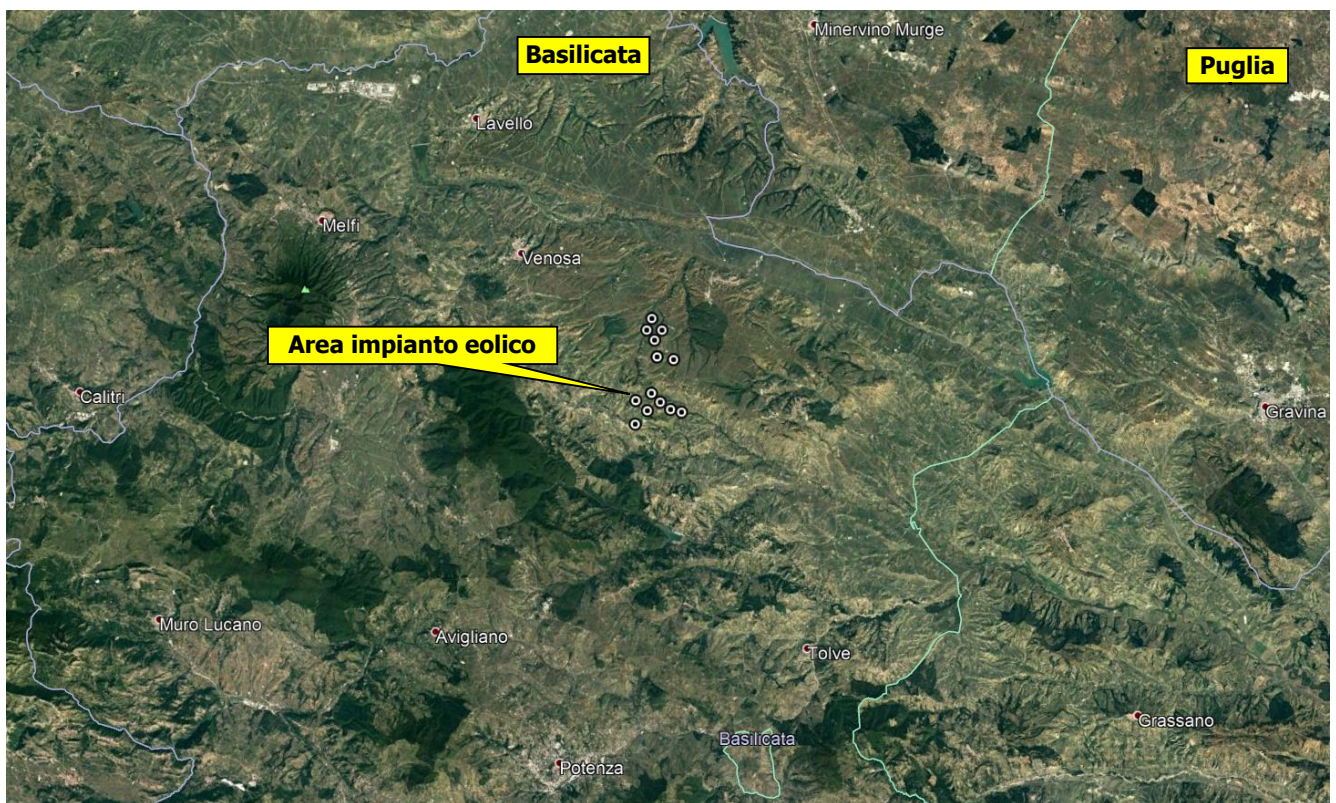 Minervino Murge
Basilicata
Puglia
Lavello
Melfi
Venosa
Area impianto eolico
Calitri
Gravina
Muro Lucano
Avigliano
Tolve
Grassano
Basilicata
Potenza